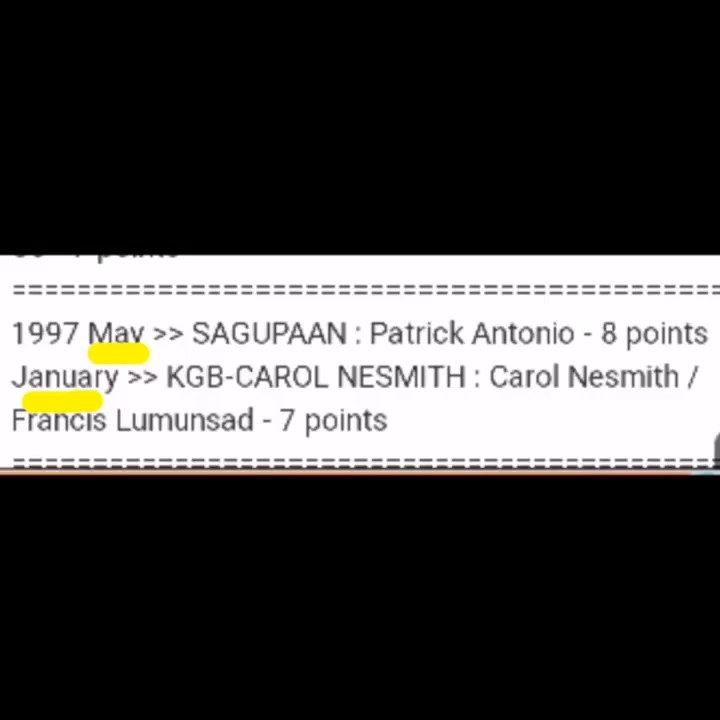 =============================================
1997 May >> SAGUPAAN : Patrick Antonio - 8 points
January >> KGB-CAROL NESMITH : Carol Nesmith /
Francis Lumunsad - 7 points
=============================================